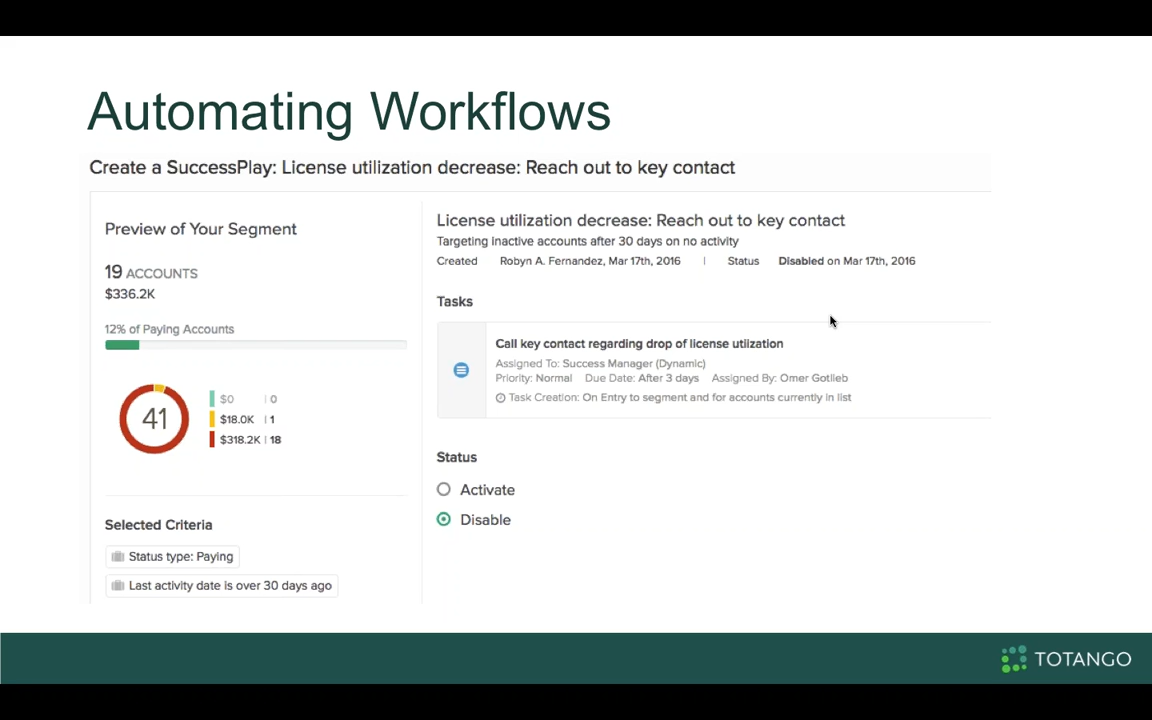 Automating Workflows
Create a SuccessPlay: License utilization decrease: Reach out to key contact
Preview of Your Segment
19 ACCOUNTS
$336.2K
12% of Paying Accounts
41
$0 | 0
$18.0K | 1
$318.2K | 18
Selected Criteria
Status type: Paying
Last activity date is over 30 days ago
License utilization decrease: Reach out to key contact
Targeting inactive accounts after 30 days on no activity
Created Robyn A. Fernandez, Mar 17th, 2016 | Status Disabled on Mar 17th, 2016
Tasks
Call key contact regarding drop of license utlization
Assigned To: Success Manager (Dynamic)
Priority: Normal Due Date: After 3 days Assigned By: Omer Gotlieb
Task Creation: On Entry to segment and for accounts currently in list
Status
Activate
Disable
TOTANGO